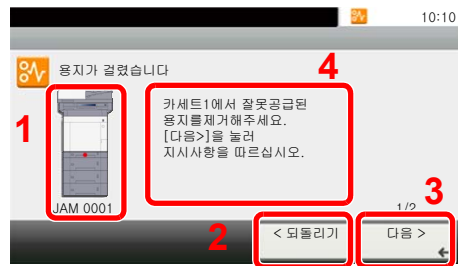 10:10
용지가 걸렸습니다
4
1
카세트1에서 잘못공급된
용지를제거해주세요.
[다음>]을 눌러
지시사항을 따르십시오.
JAM 0001
1/2
3
2
< 되돌리기
다음 >